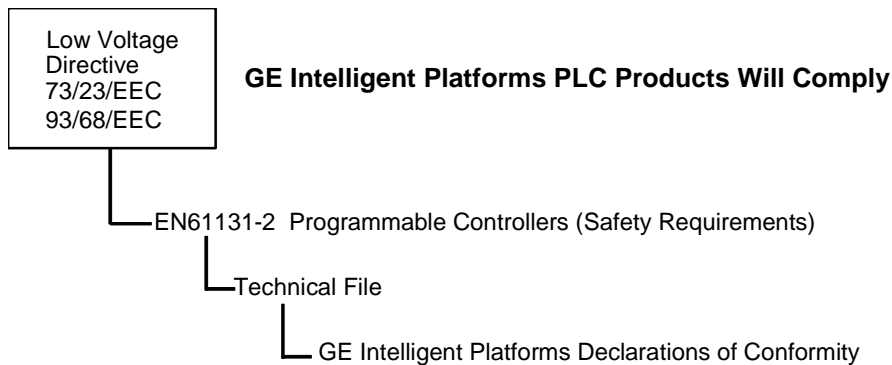 Low Voltage
Directive
73/23/EEC
93/68/EEC
GE Intelligent Platforms PLC Products Will Comply
EN61131-2 Programmable Controllers (Safety Requirements)
Technical File
GE Intelligent Platforms Declarations of Conformity